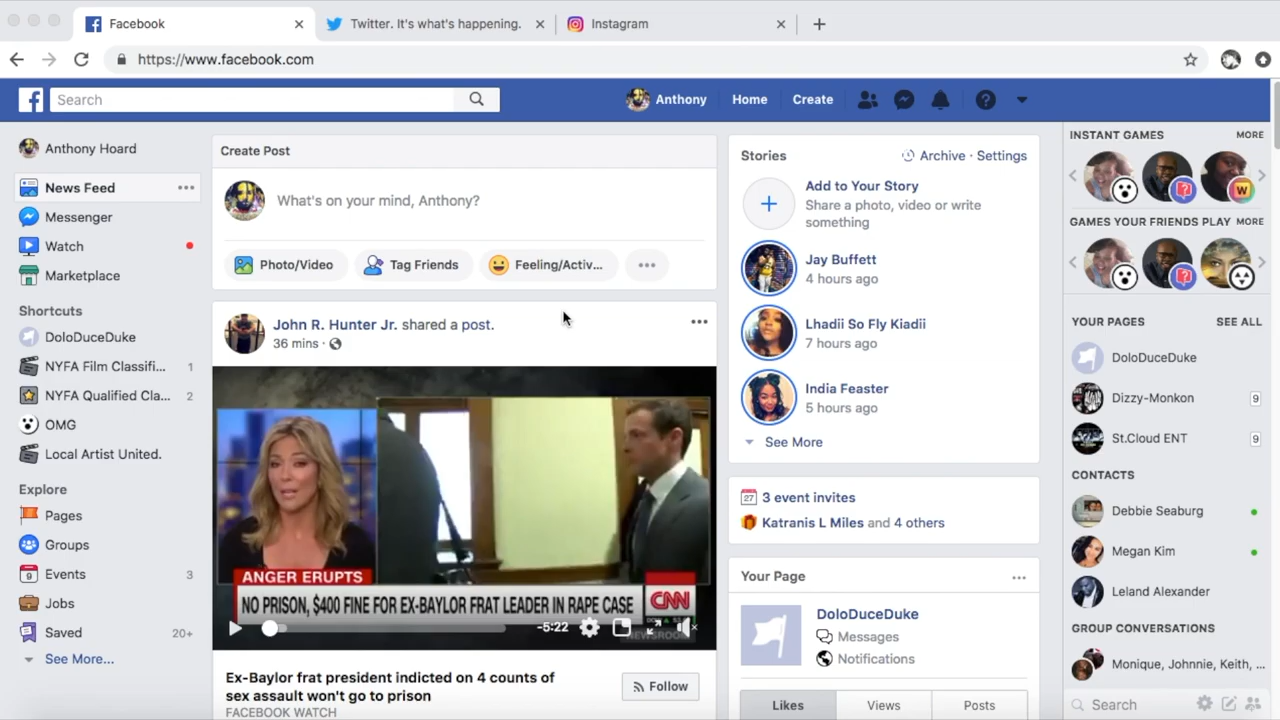 Facebook
Twitter. It's what's happening.
Instagram
https://www.facebook.com
Search
Anthony
Home
Create
Anthony Hoard
News Feed
Messenger
Watch
Marketplace
Shortcuts
DoloDuceDuke
NYFA Film Classifi... 1
NYFA Qualified Cla... 2
OMG
Local Artist United.
Explore
Pages
Groups
Events 3
Jobs
Saved 20+
See More...
Create Post
What's on your mind, Anthony?
Photo/Video
Tag Friends
Feeling/Activ...
John R. Hunter Jr. shared a post.
36 mins ·
ANGER ERUPTS
NO PRISON, $400 FINE FOR EX-BAYLOR FRAT LEADER IN RAPE CASE
CNN
-5:22
NEWSROOM
Ex-Baylor frat president indicted on 4 counts of
sex assault won't go to prison
FACEBOOK WATCH
Follow
Stories
Archive · Settings
Add to Your Story
Share a photo, video or write
something
Jay Buffett
4 hours ago
Lhadii So Fly Kiadii
7 hours ago
India Feaster
5 hours ago
See More
27
3 event invites
Katranis L Miles and 4 others
Your Page
DoloDuceDuke
Messages
Notifications
Likes
Views
Posts
INSTANT GAMES MORE
W
GAMES YOUR FRIENDS PLAY MORE
YOUR PAGES SEE ALL
DoloDuceDuke
Dizzy-Monkon 9
St.Cloud ENT 9
CONTACTS
Debbie Seaburg
Megan Kim
Leland Alexander
GROUP CONVERSATIONS
Monique, Johnnie, Keith, ...
Search